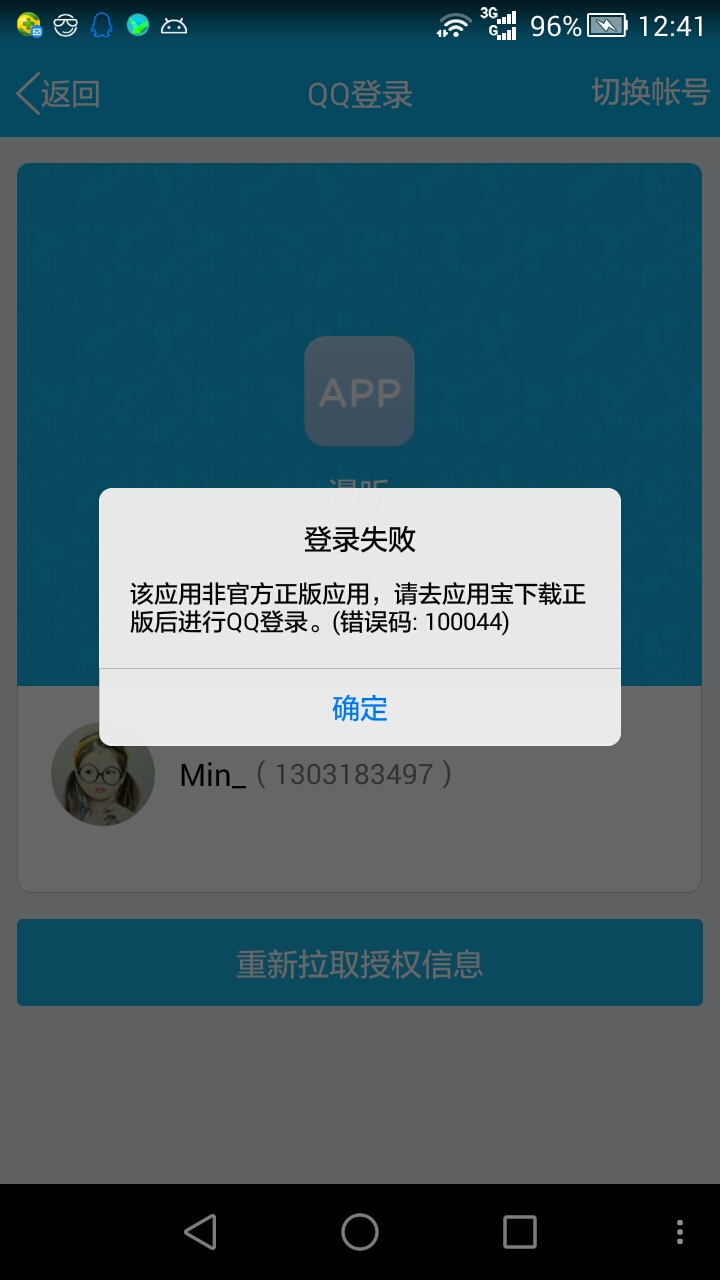 3G
G
96%
12:41
返回
QQ登录
切换帐号
APP
登录失败
该应用非官方正版应用，请去应用宝下载正
版后进行QQ登录。(错误码: 100044)
确定
Min_（1303183497）
重新拉取授权信息